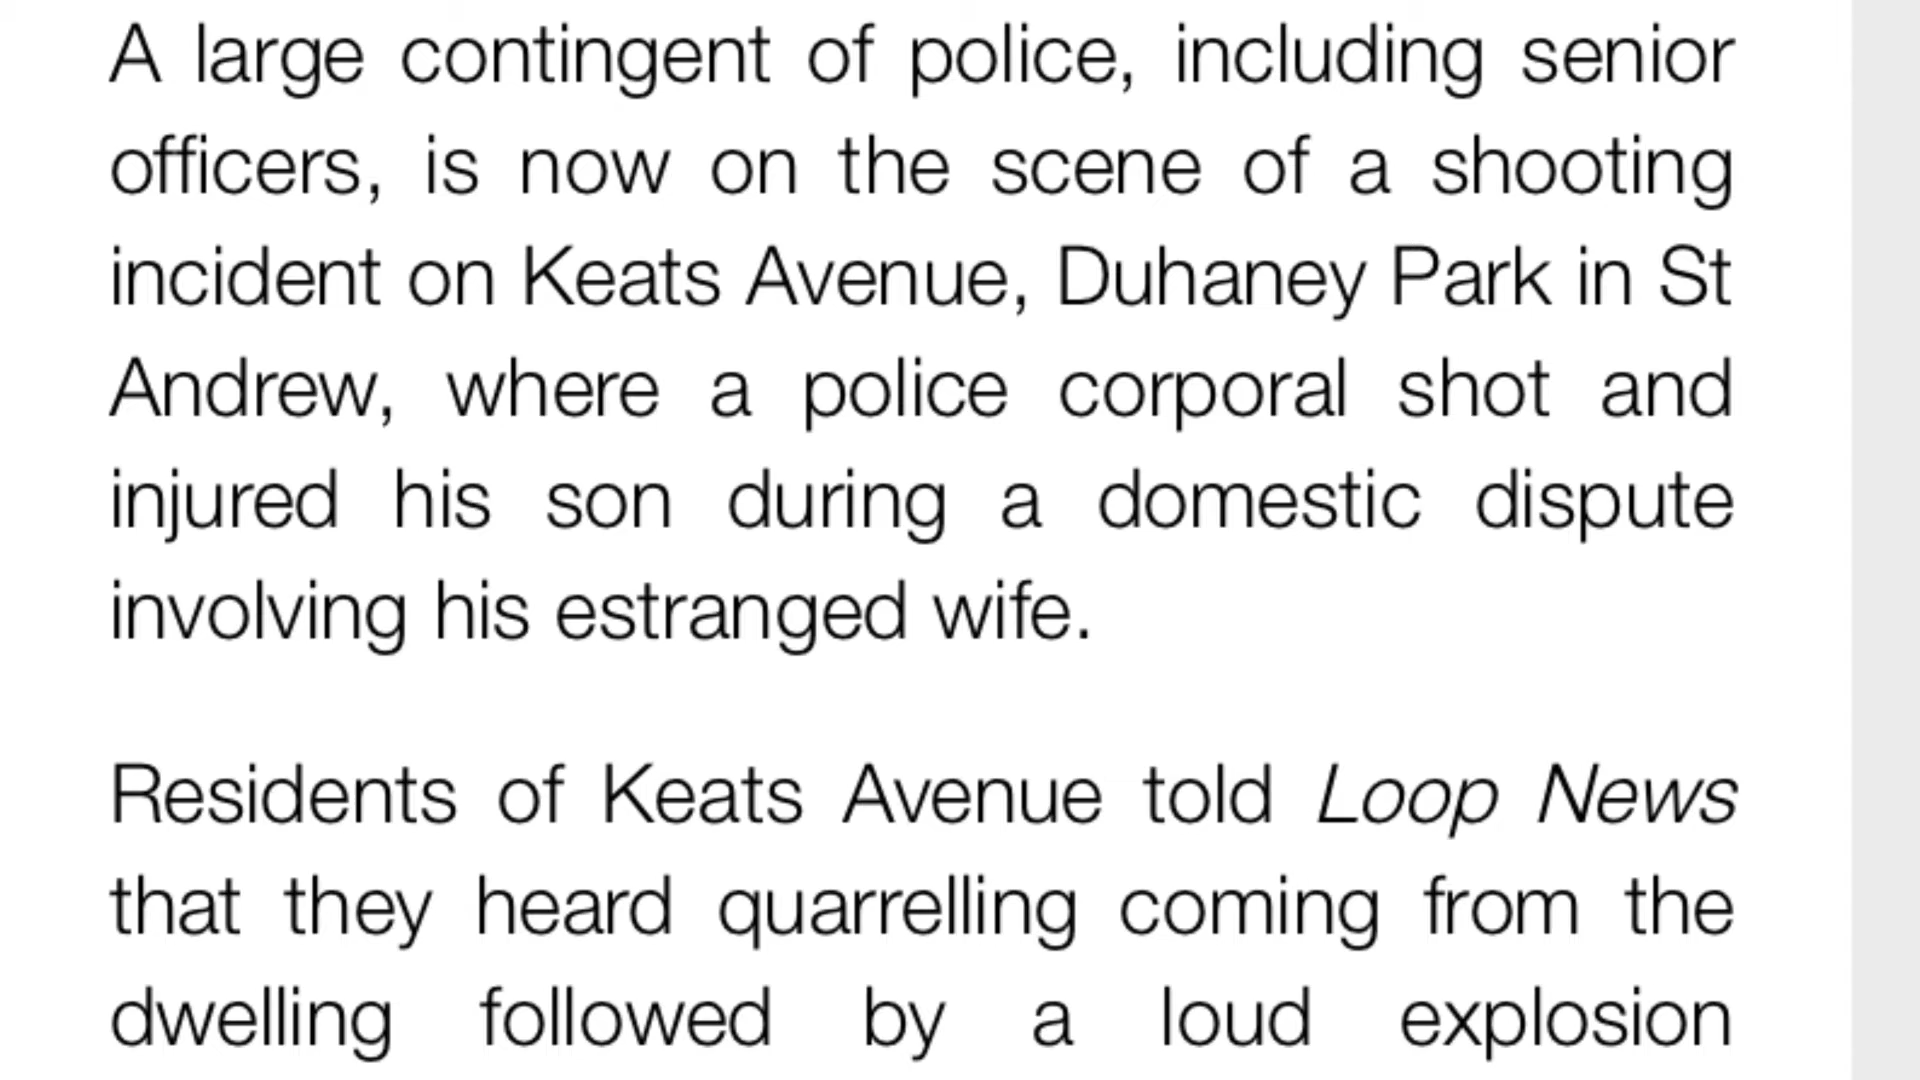 A large contingent of police, including senior
officers, is now on the scene of a shooting
incident on Keats Avenue, Duhaney Park in St
Andrew, where a police corporal shot and
injured his son during a domestic dispute
involving his estranged wife.
Residents of Keats Avenue told Loop News
that they heard quarrelling coming from the
dwelling followed by a loud explosion